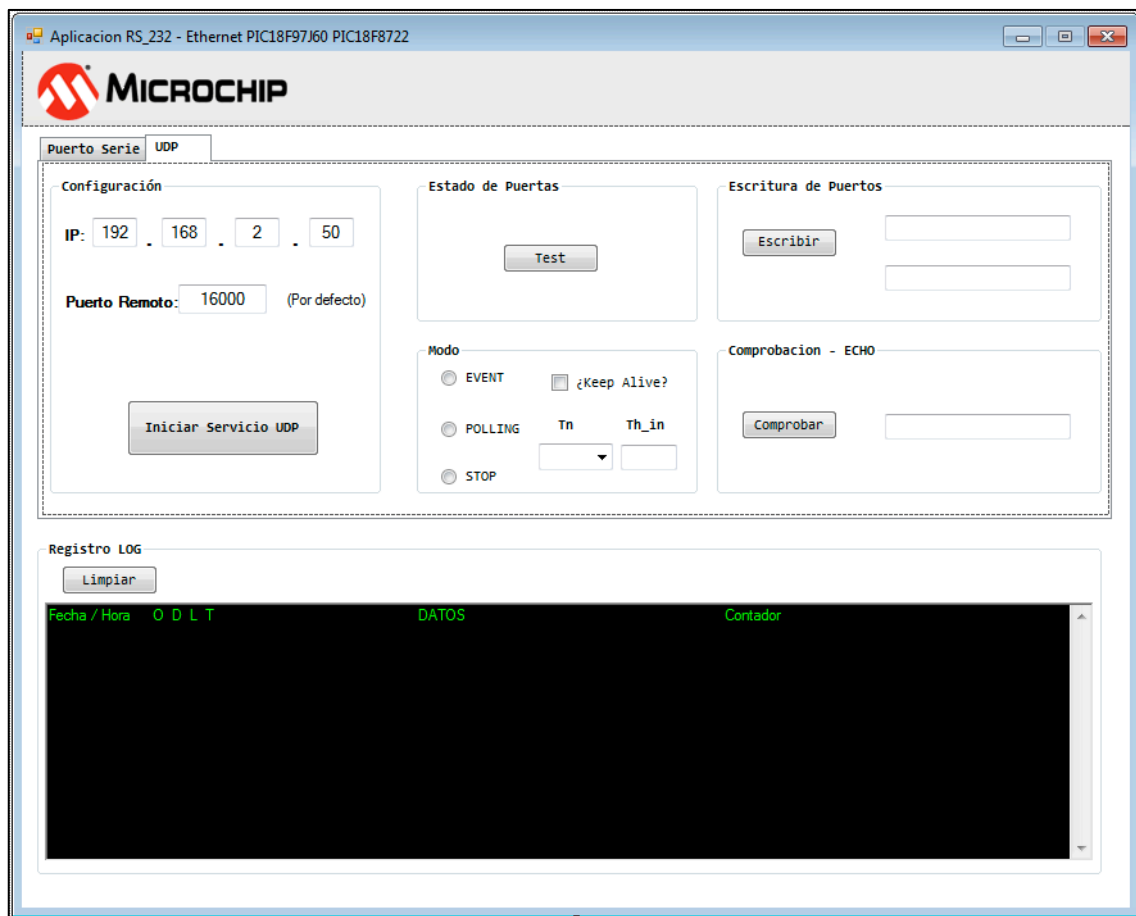 Aplicacion RS_232 - Ethernet PIC18F97J60 PIC18F8722
MICROCHIP
Puerto Serie UDP
Configuración
IP: 192 . 168 . 2 . 50
Puerto Remoto: 16000 (Por defecto)
Iniciar Servicio UDP
Estado de Puertas
Test
Escritura de Puertos
Escribir
Modo
EVENT ¿Keep Alive?
POLLING Tn Th_in
STOP
Comprobacion - ECHO
Comprobar
Registro LOG
Limpiar
Fecha / Hora O D L T DATOS Contador